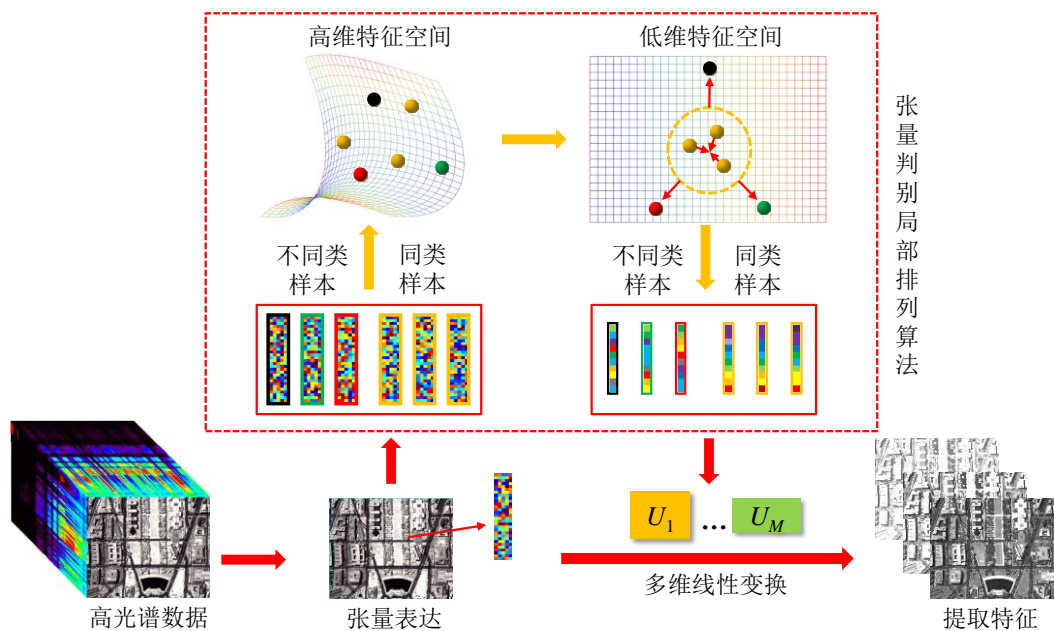 高维特征空间
低维特征空间
张量判别局部排列算法
不同类
样本
同类
样本
不同类
样本
同类
样本
U_1 ... U_M
多维线性变换
高光谱数据
张量表达
提取特征